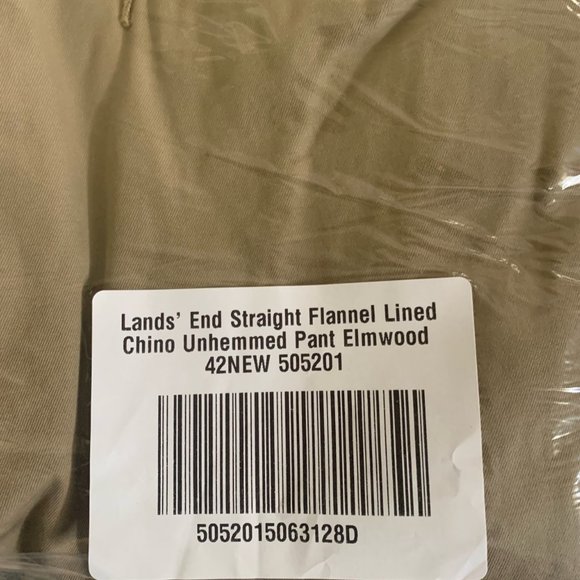 Lands' End Straight Flannel Lined
Chino Unhemmed Pant Elmwood
42NEW 505201
5052015063128D